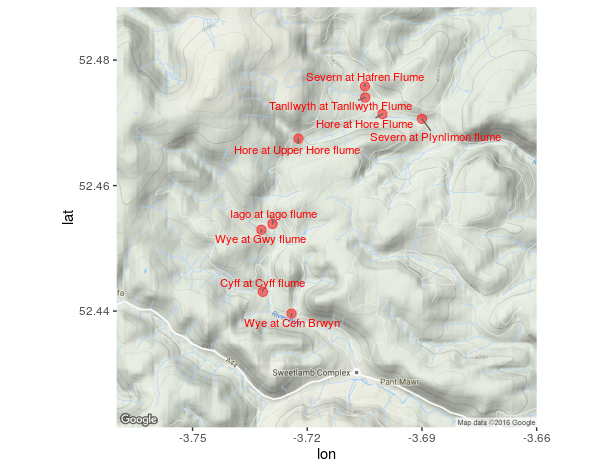 52.48
Severn at Hafren Flume
Tanllwyth at Tanllwyth Flume
Hore at Hore Flume
Severn at Plynlimon flume
Hore at Upper Hore flume
52.46
lat
Iago at Iago flume
Wye at Gwy flume
Cyff at Cyff flume
fa
52.44
River
Wye at Cefn Brwyn
A44
Sweetlamb Complex
Pant Mawr
Google
Map data ©2016 Google
-3.75
-3.72
-3.69
-3.66
lon